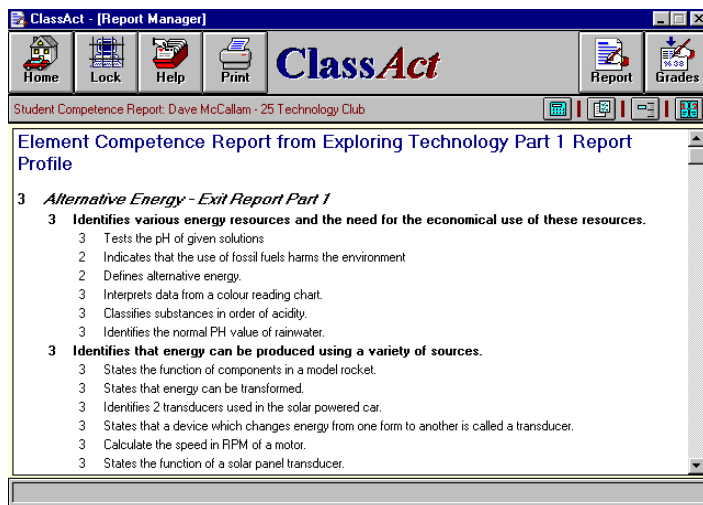 ClassAct - [Report Manager]
Home Lock Help Print ClassAct Report Grades
Student Competence Report: Dave McCallam - 25 Technology Club
Element Competence Report from Exploring Technology Part 1 Report
Profile
3 Alternative Energy - Exit Report Part 1
3 Identifies various energy resources and the need for the economical use of these resources.
3 Tests the pH of given solutions
2 Indicates that the use of fossil fuels harms the environment
2 Defines alternative energy.
3 Interprets data from a colour reading chart.
3 Classifies substances in order of acidity.
3 Identifies the normal PH value of rainwater.
3 Identifies that energy can be produced using a variety of sources.
3 States the function of components in a model rocket.
3 States that energy can be transformed.
3 Identifies 2 transducers used in the solar powered car.
3 States that a device which changes energy from one form to another is called a transducer.
3 Calculate the speed in RPM of a motor.
3 States the function of a solar panel transducer.